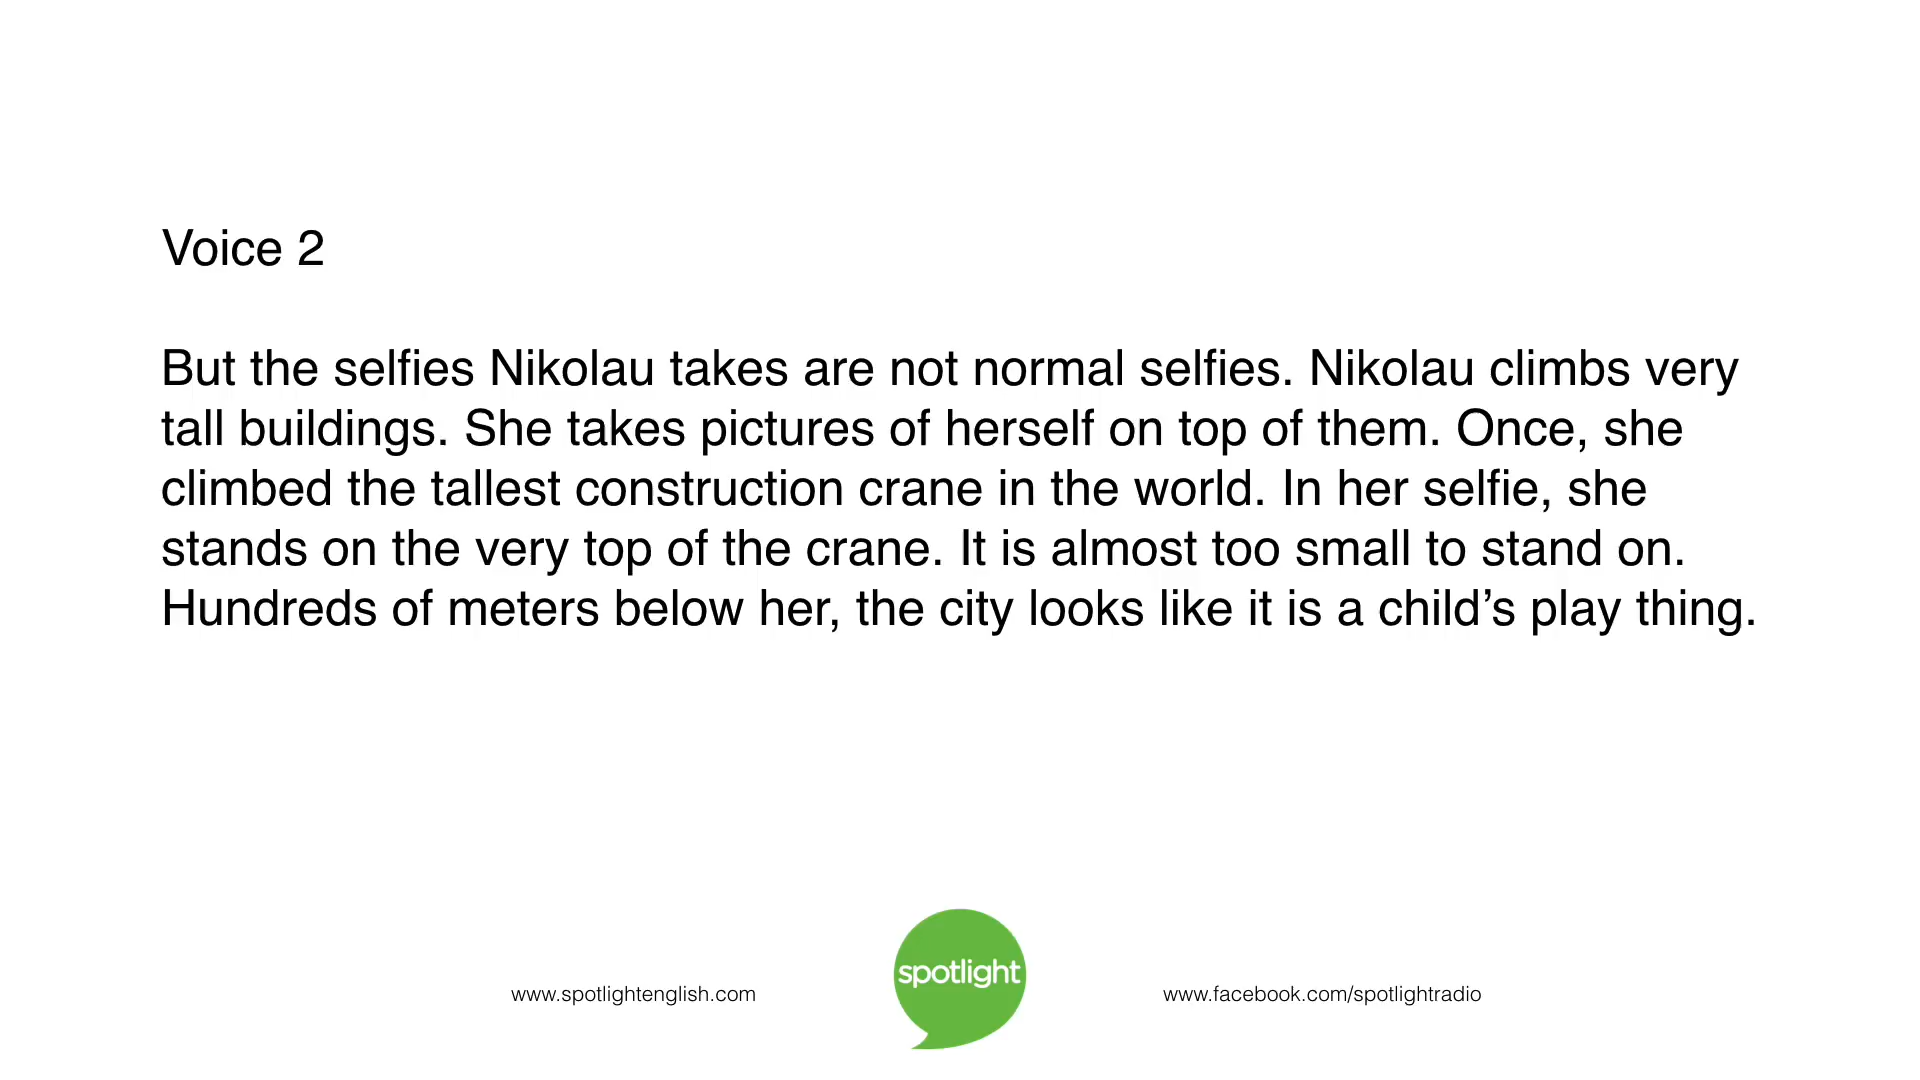 Voice 2
But the selfies Nikolau takes are not normal selfies. Nikolau climbs very
tall buildings. She takes pictures of herself on top of them. Once, she
climbed the tallest construction crane in the world. In her selfie, she
stands on the very top of the crane. It is almost too small to stand on.
Hundreds of meters below her, the city looks like it is a child’s play thing.
spotlight
www.spotlightenglish.com
www.facebook.com/spotlightradio